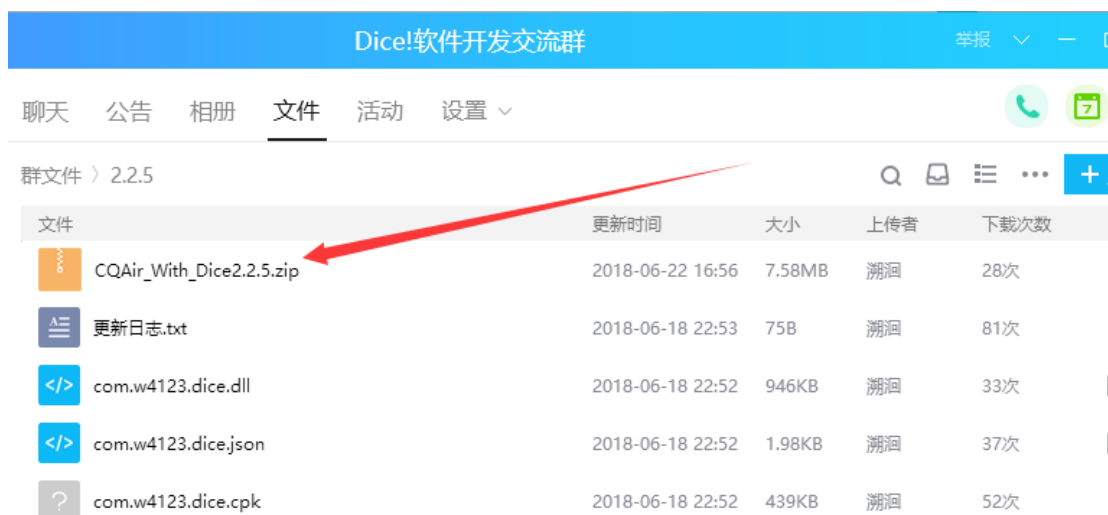 Dice!软件开发交流群 举报
聊天 公告 相册 文件 活动 设置
7
群文件 〉 2.2.5
文件 更新时间 大小 上传者 下载次数
CQAir_With_Dice2.2.5.zip 2018-06-22 16:56 7.58MB 溯洄 28次
更新日志.txt 2018-06-18 22:53 75B 溯洄 81次
</> com.w4123.dice.dll 2018-06-18 22:52 946KB 溯洄 33次
</> com.w4123.dice.json 2018-06-18 22:52 1.98KB 溯洄 37次
? com.w4123.dice.cpk 2018-06-18 22:52 439KB 溯洄 52次